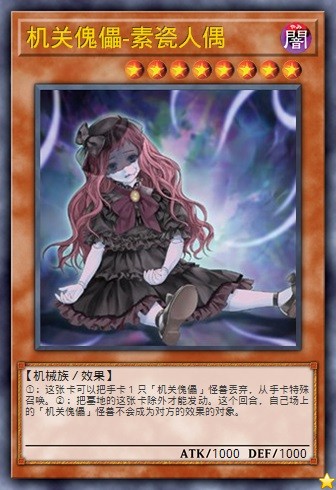 机关傀儡-素瓷人偶
闇
【机械族／效果】
①：这张卡可以把手卡1只「机关傀儡」怪兽丢弃，从手卡特殊
召唤。②：把墓地的这张卡除外才能发动。这个回合，自己场上
的「机关傀儡」怪兽不会成为对方的效果的对象。
ATK/1000 DEF/1000